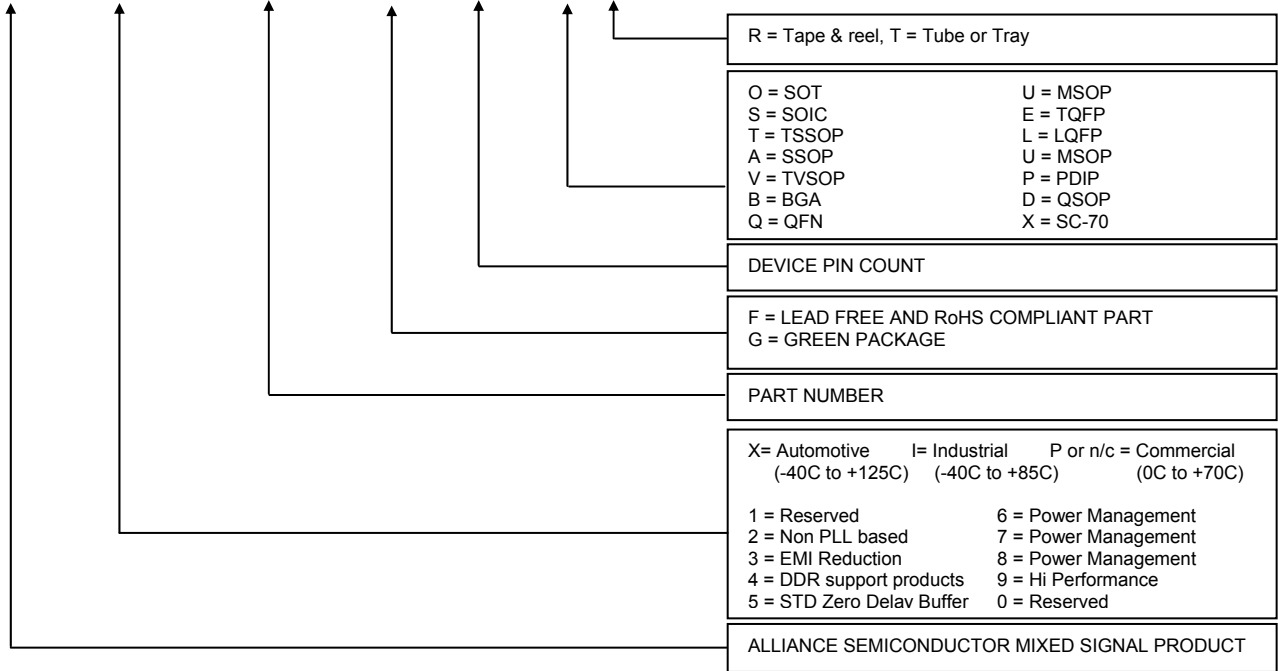 R = Tape & reel, T = Tube or Tray
O = SOT U = MSOP
S = SOIC E = TQFP
T = TSSOP L = LQFP
A = SSOP U = MSOP
V = TVSOP P = PDIP
B = BGA D = QSOP
Q = QFN X = SC-70
DEVICE PIN COUNT
F = LEAD FREE AND RoHS COMPLIANT PART
G = GREEN PACKAGE
PART NUMBER
X= Automotive I= Industrial P or n/c = Commercial
(-40C to +125C) (-40C to +85C) (0C to +70C)
1 = Reserved 6 = Power Management
2 = Non PLL based 7 = Power Management
3 = EMI Reduction 8 = Power Management
4 = DDR support products 9 = Hi Performance
5 = STD Zero Delav Buffer 0 = Reserved
ALLIANCE SEMICONDUCTOR MIXED SIGNAL PRODUCT